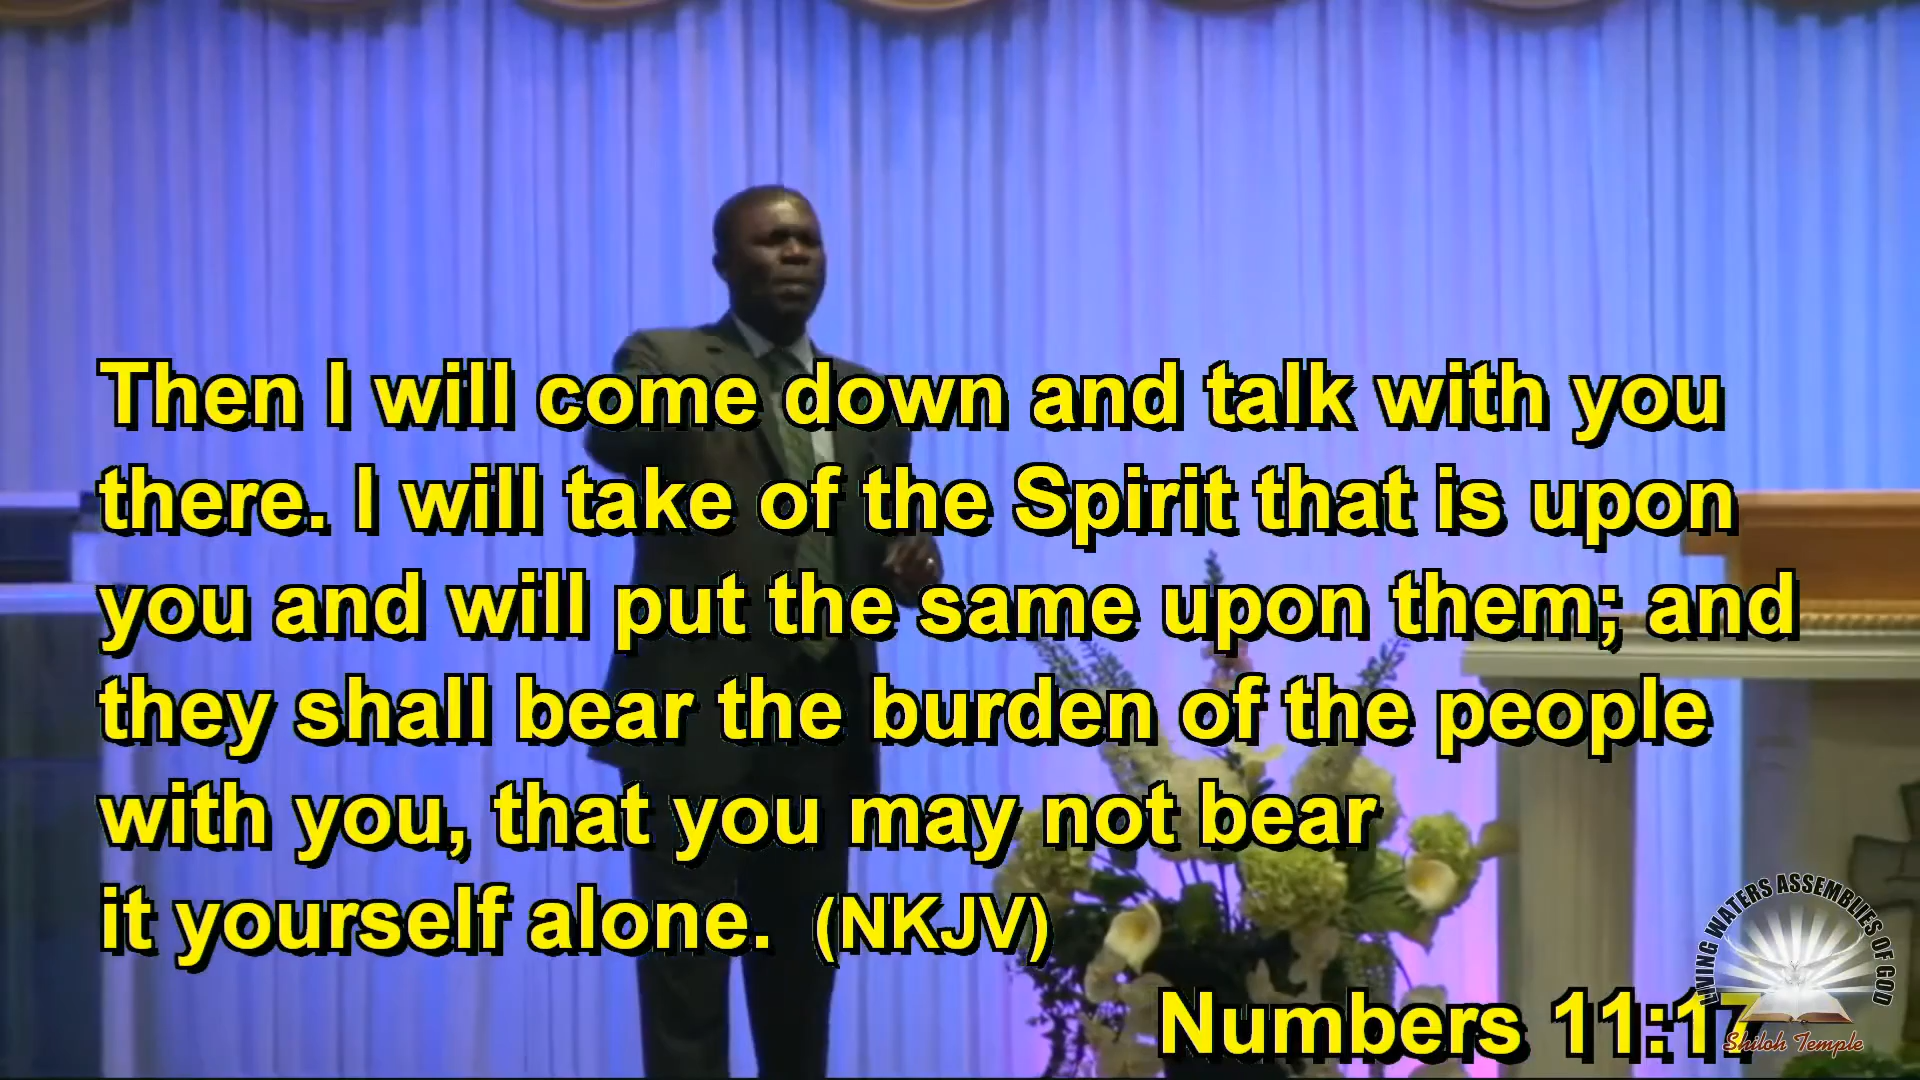 Then I will come down and talk with you
there. I will take of the Spirit that is upon
you and will put the same upon them; and
they shall bear the burden of the people
with you, that you may not bear
it yourself alone. (NKJV)
Numbers 11:17
LIVING WATERS ASSEMBLIES OF GOD
Shiloh Temple